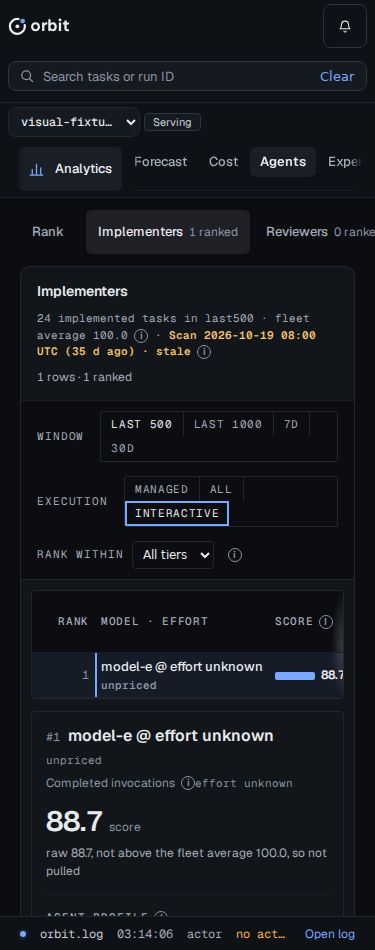 orbit
Search tasks or run ID Clear
visual-fixtu… Serving
Analytics Forecast Cost Agents Exper
Rank Implementers 1 ranked Reviewers 0 ranke
Implementers
24 implemented tasks in last500 · fleet
average 100.0 ⓘ · Scan 2026-10-19 08:00
UTC (35 d ago) · stale ⓘ
1 rows · 1 ranked
WINDOW LAST 500 LAST 1000 7D
30D
EXECUTION MANAGED ALL
INTERACTIVE
RANK WITHIN All tiers ⓘ
RANK MODEL · EFFORT SCORE ⓘ
1 model-e @ effort unknown 88.7
unpriced
#1 model-e @ effort unknown
unpriced
Completed invocations ⓘ effort unknown
88.7 score
raw 88.7, not above the fleet average 100.0, so not
pulled
AGENT PROFILE ⓘ
orbit.log 03:14:06 actor no act… Open log